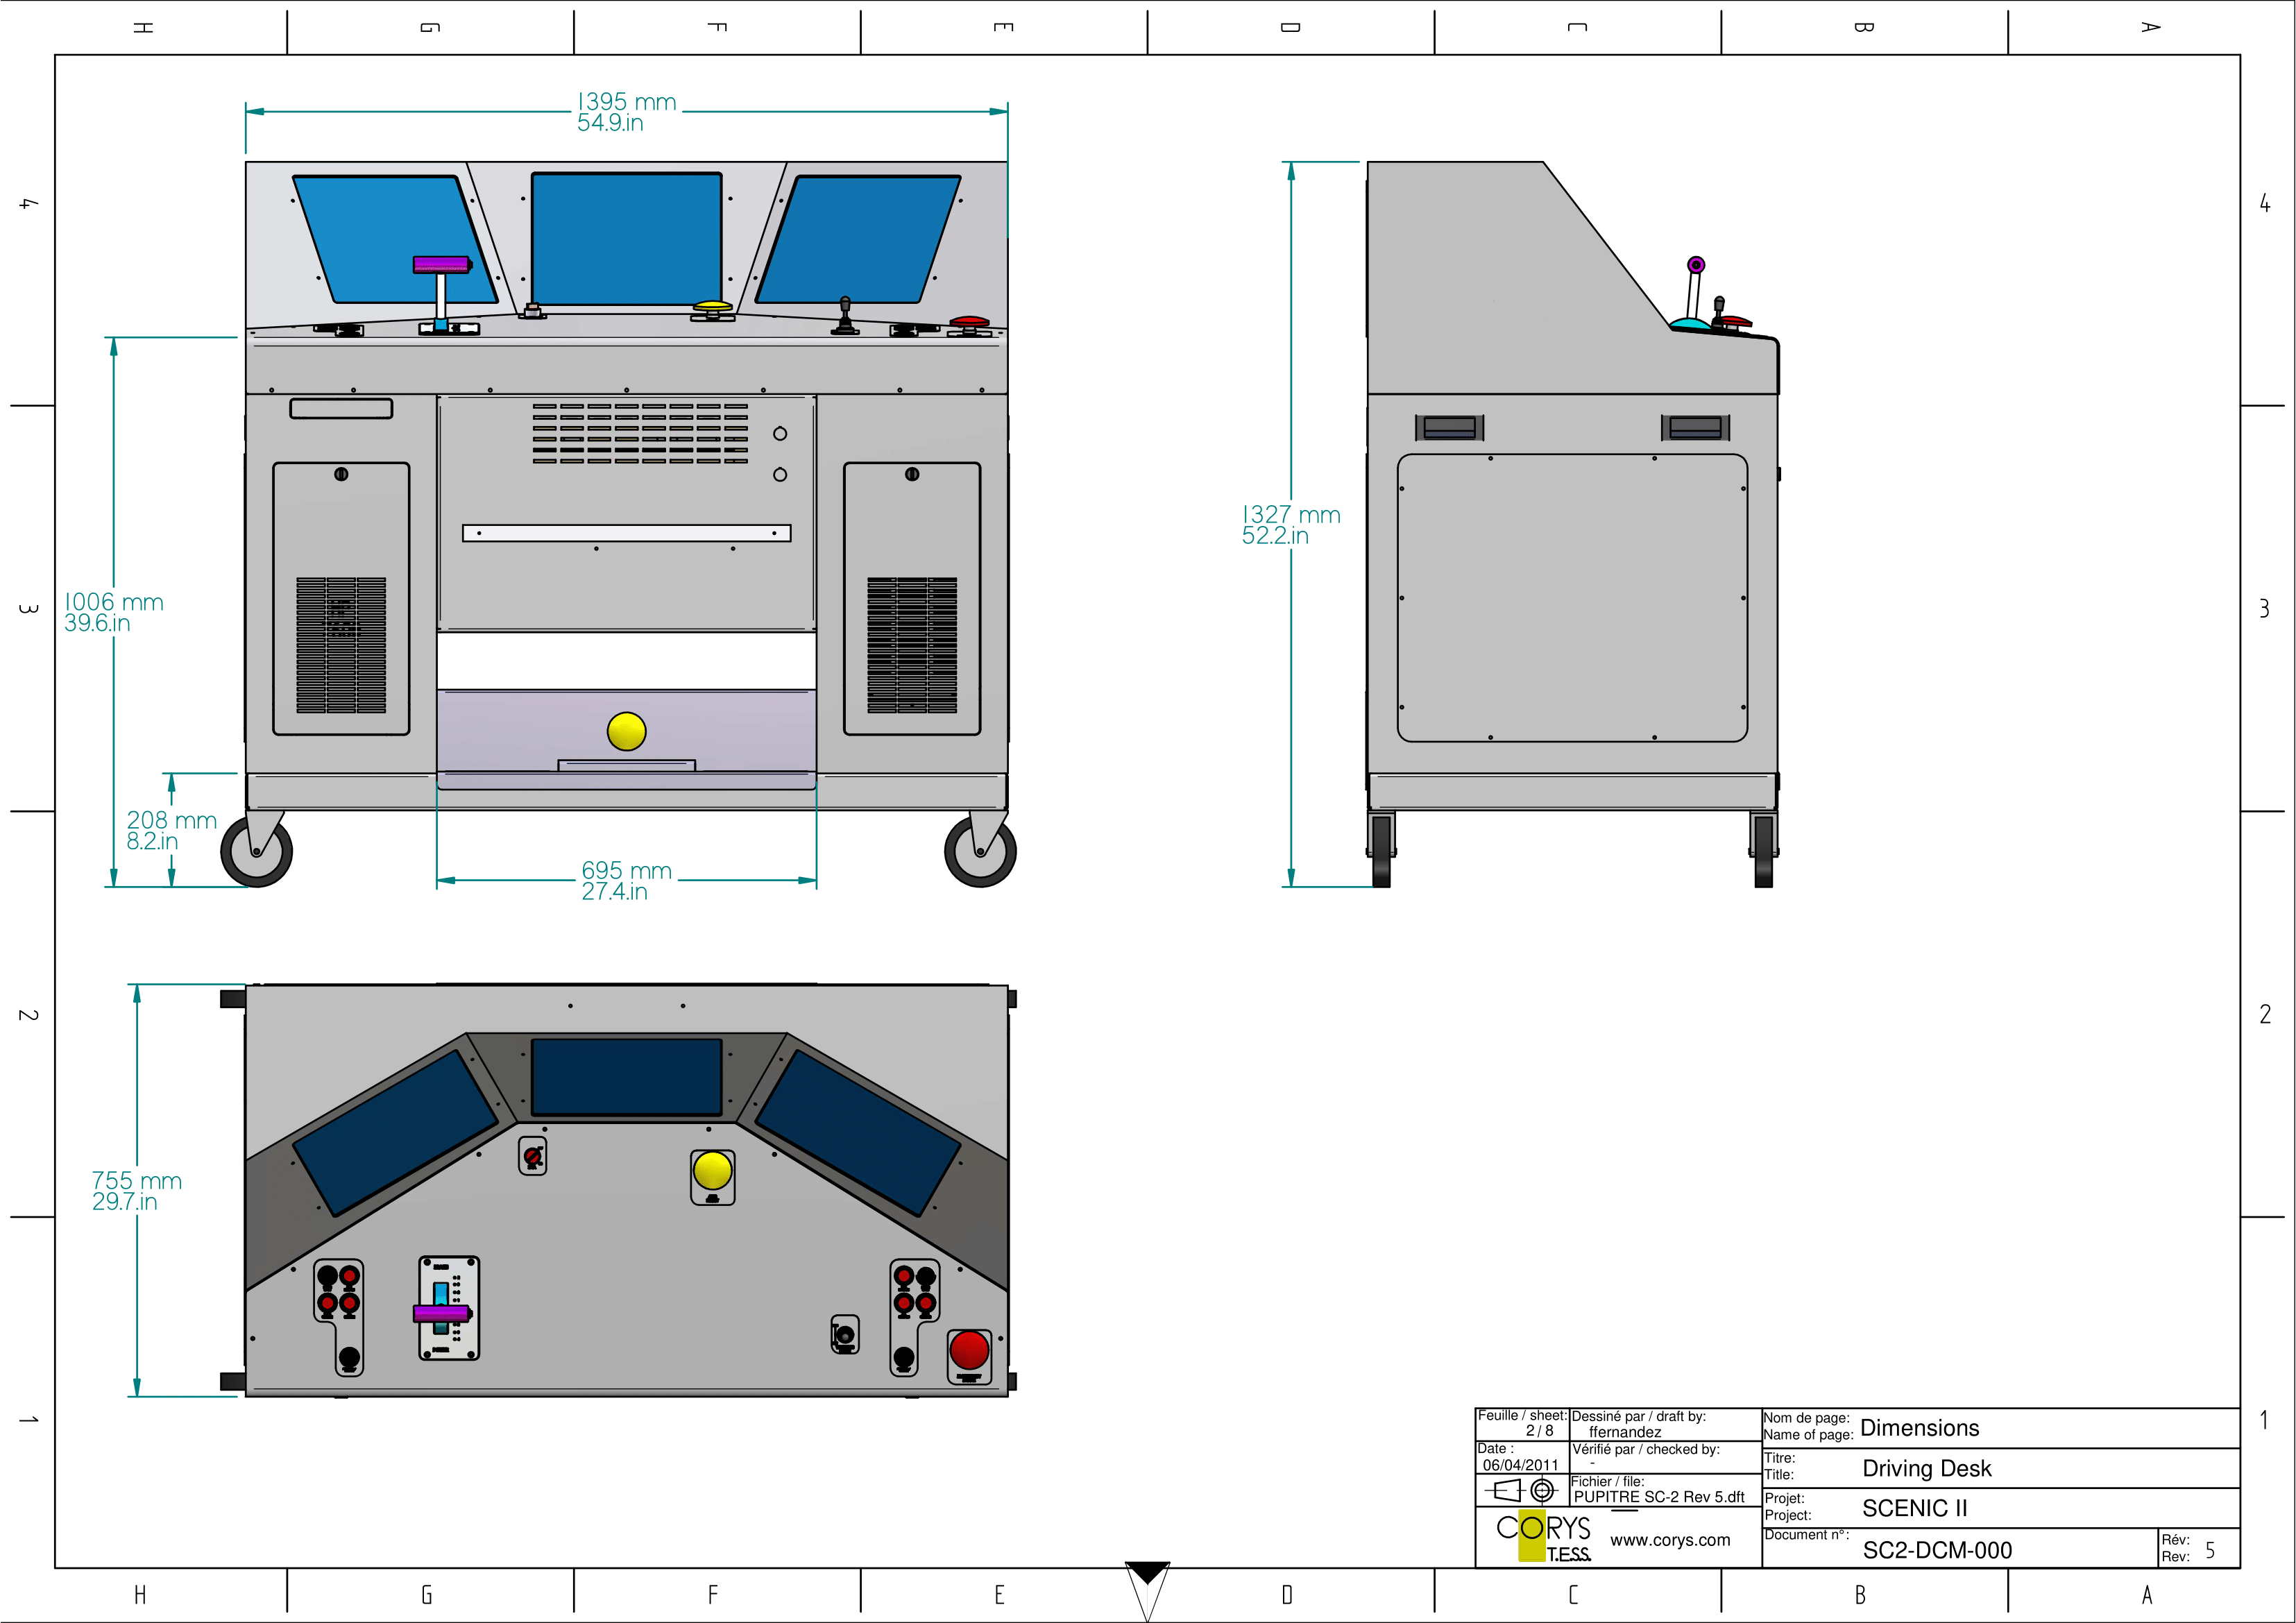 H G F E D C B A
1395 mm
54.9.in
4
4
1327 mm
52.2.in
1006 mm
39.6.in
3
3
208 mm
8.2.in
695 mm
27.4.in
2
2
755 mm
29.7.in
1
1
Feuille / sheet:
2 / 8
Dessiné par / draft by:
ffernandez
Nom de page:
Name of page: Dimensions
Date :
06/04/2011
Vérifié par / checked by:
-
Titre:
Title: Driving Desk
Fichier / file:
PUPITRE SC-2 Rev 5.dft
Projet:
Project: SCENIC II
CORYS
T.E.S.S.
www.corys.com
Document n°:
SC2-DCM-000
Rév:
Rev: 5
H G F E D C B A